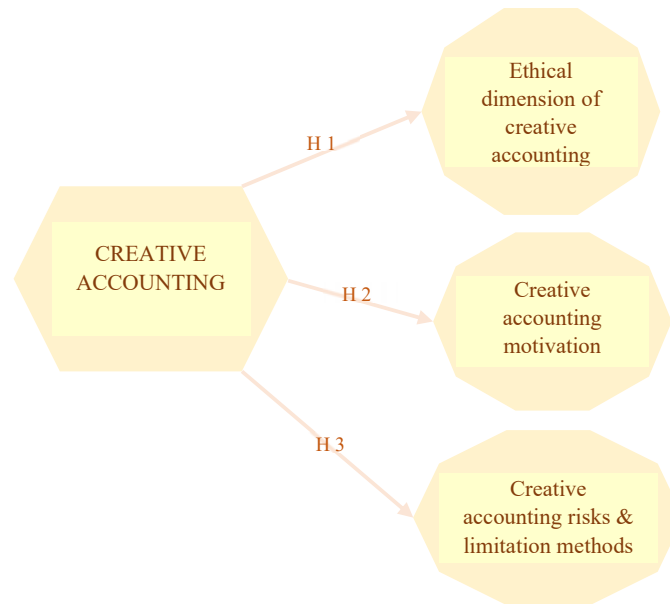 Ethical
dimension of
creative
accounting
H 1
CREATIVE
ACCOUNTING
H 2
Creative
accounting
motivation
H 3
Creative
accounting risks &
limitation methods